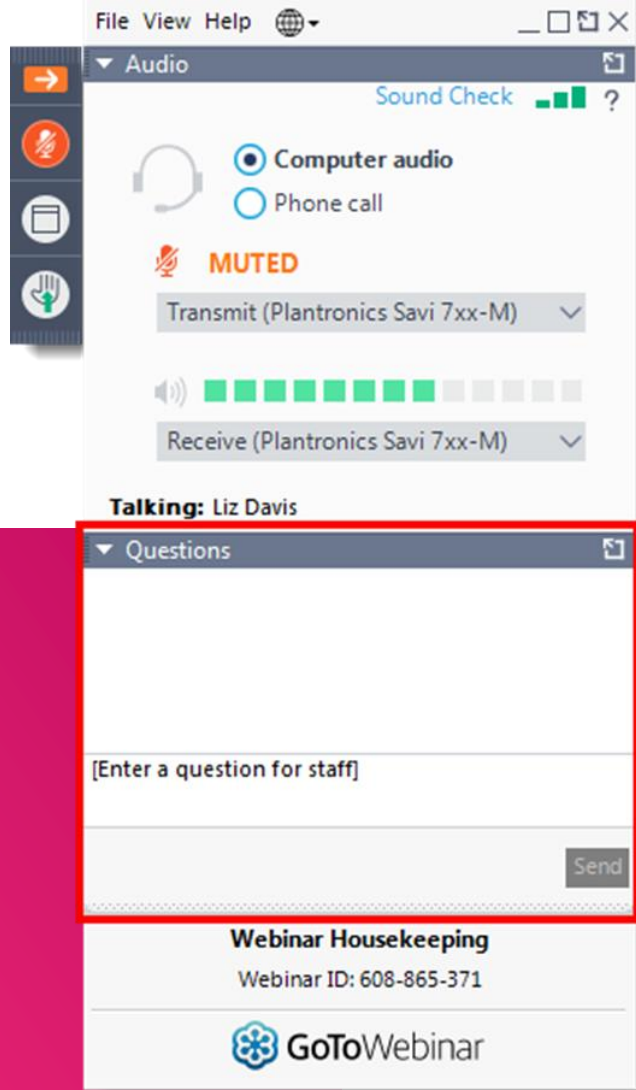 File View Help
Audio
Sound Check ?
Computer audio
Phone call
MUTED
Transmit (Plantronics Savi 7xx-M)
Receive (Plantronics Savi 7xx-M)
Talking: Liz Davis
Questions
[Enter a question for staff]
Send
Webinar Housekeeping
Webinar ID: 608-865-371
GoToWebinar